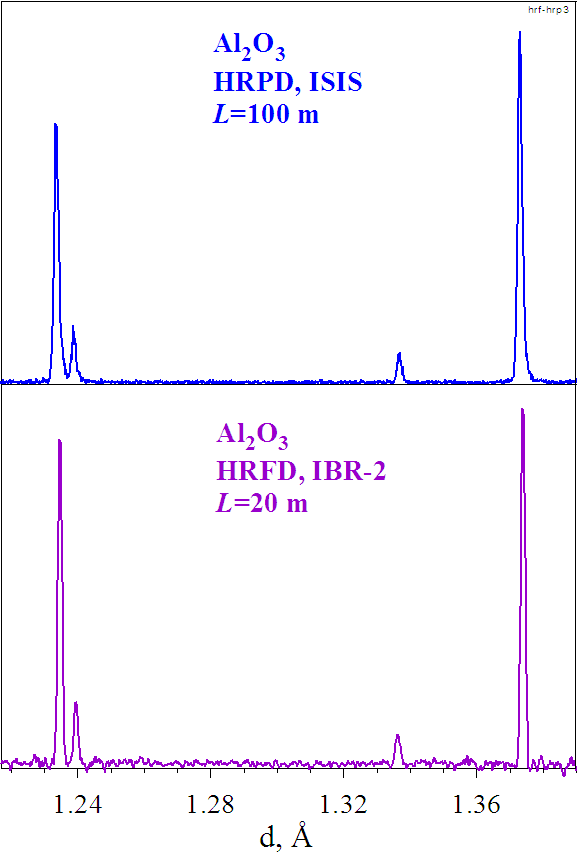 hrf-hrp3
Al₂O₃
HRPD, ISIS
L=100 m
Al₂O₃
HRFD, IBR-2
L=20 m
1.24 1.28 1.32 1.36
d, Å